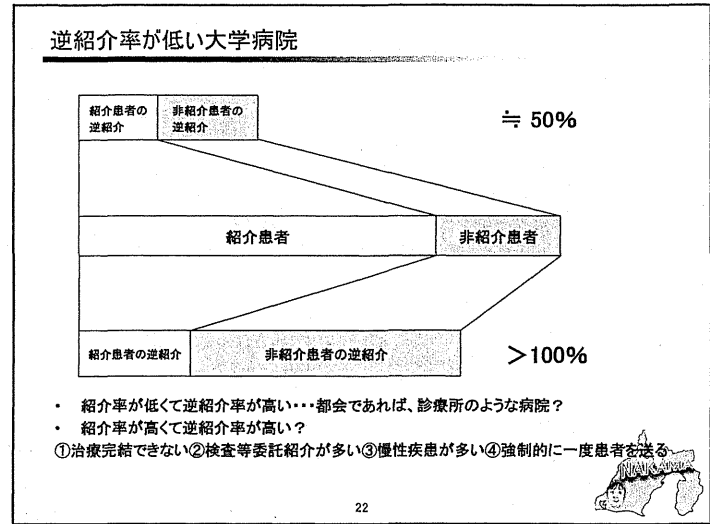 逆紹介率が低い大学病院
紹介患者の
逆紹介
非紹介患者の
逆紹介
≒ 50%
紹介患者
非紹介患者
紹介患者の逆紹介
非紹介患者の逆紹介
＞100%
・ 紹介率が低くて逆紹介率が高い・・・都会であれば、診療所のような病院？
・ 紹介率が高くて逆紹介率が高い？
①治療完結できない②検査等委託紹介が多い③慢性疾患が多い④強制的に一度患者を送る
NAKAMA
22